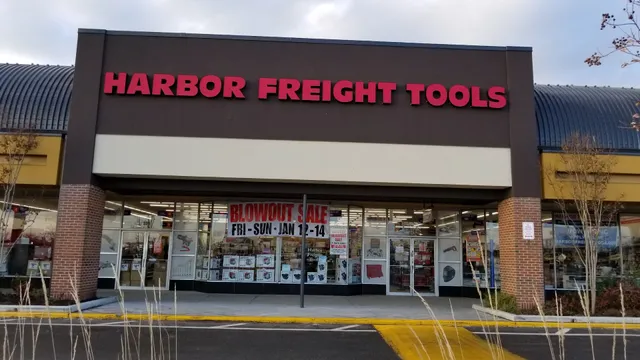 HARBOR FREIGHT TOOLS
BLOWOUT SALE
FRI - SUN - JAN 12 - 14